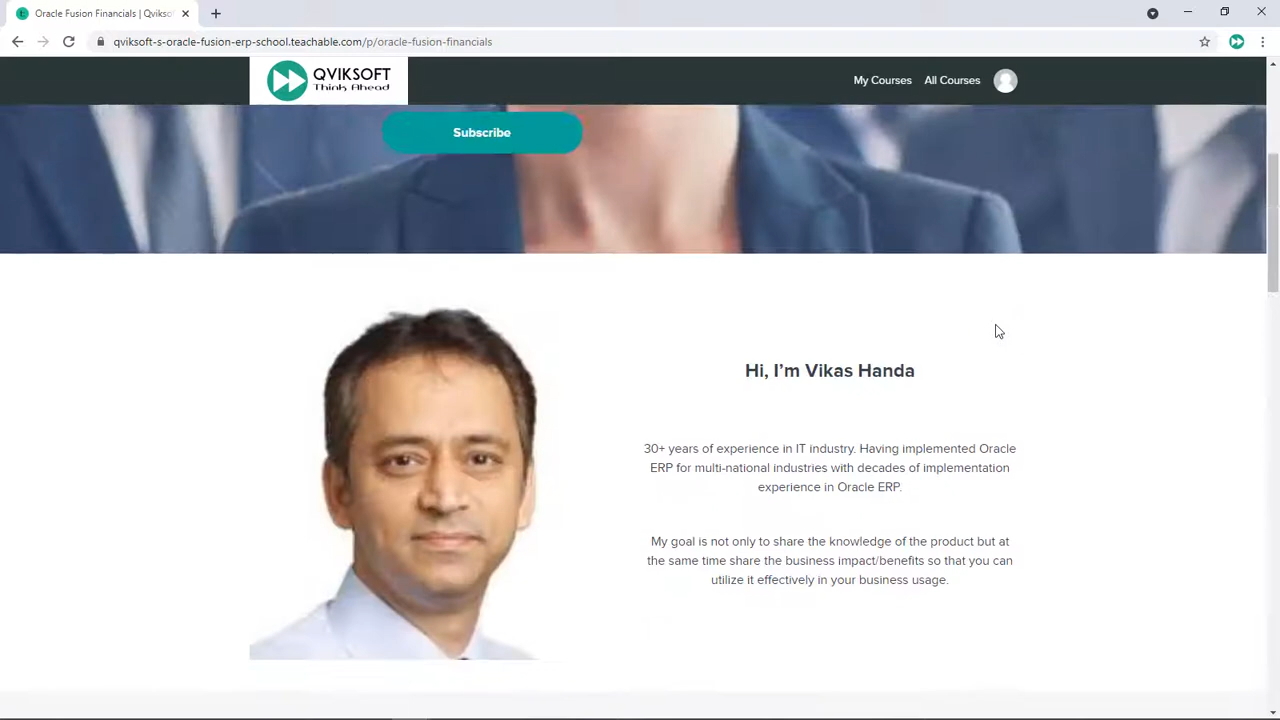 Oracle Fusion Financials | Qviks
qviksoft-s-oracle-fusion-erp-school.teachable.com/p/oracle-fusion-financials
QVIKSOFT
Think Ahead
My Courses
All Courses
Subscribe
Hi, I'm Vikas Handa
30+ years of experience in IT industry. Having implemented Oracle
ERP for multi-national industries with decades of implementation
experience in Oracle ERP.
My goal is not only to share the knowledge of the product but at
the same time share the business impact/benefits so that you can
utilize it effectively in your business usage.